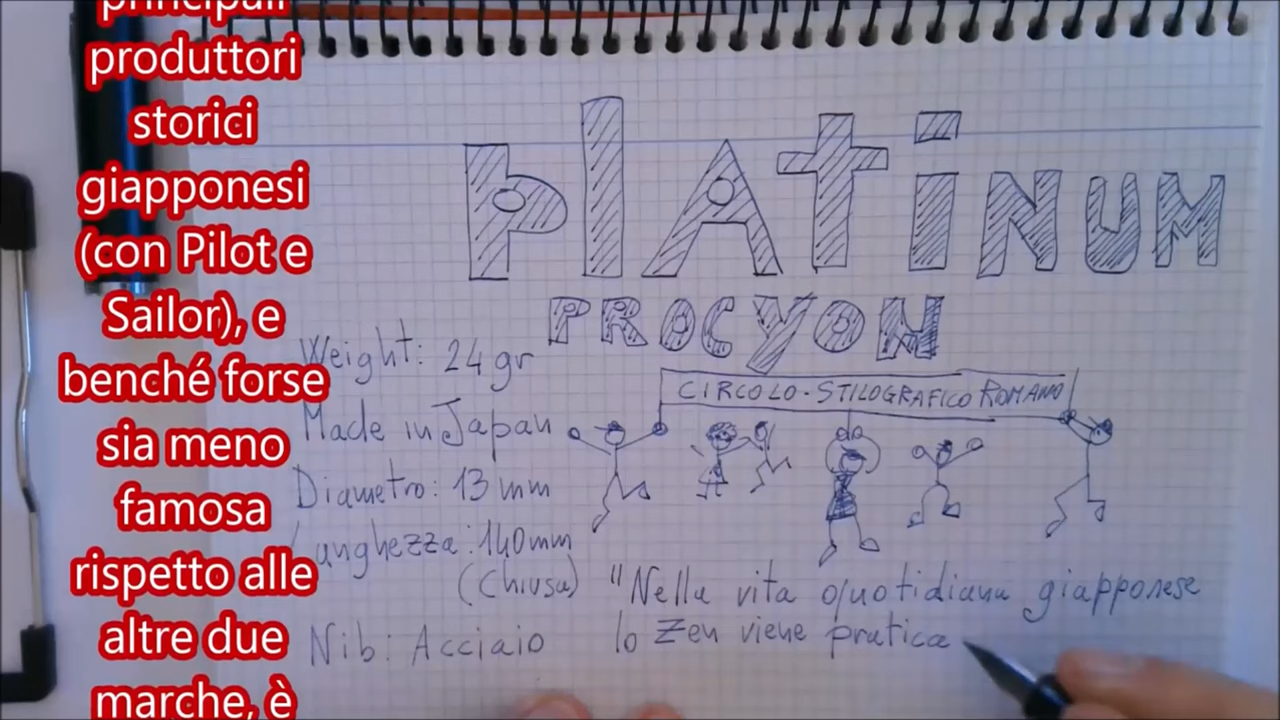 principali
produttori
storici
giapponesi
(con Pilot e
Sailor), e
benché forse
sia meno
famosa
rispetto alle
altre due
marche, è
plAtiNUM
PROCYON
Weight: 24 gr
CIRCOLO-STILOGRAFICO ROMANO
Made in Japan
Diametro: 13 mm
Lunghezza: 140mm
(Chiusa)
"Nella vita quotidiana giapponese
lo Zen viene pratica
Nib: Acciaio